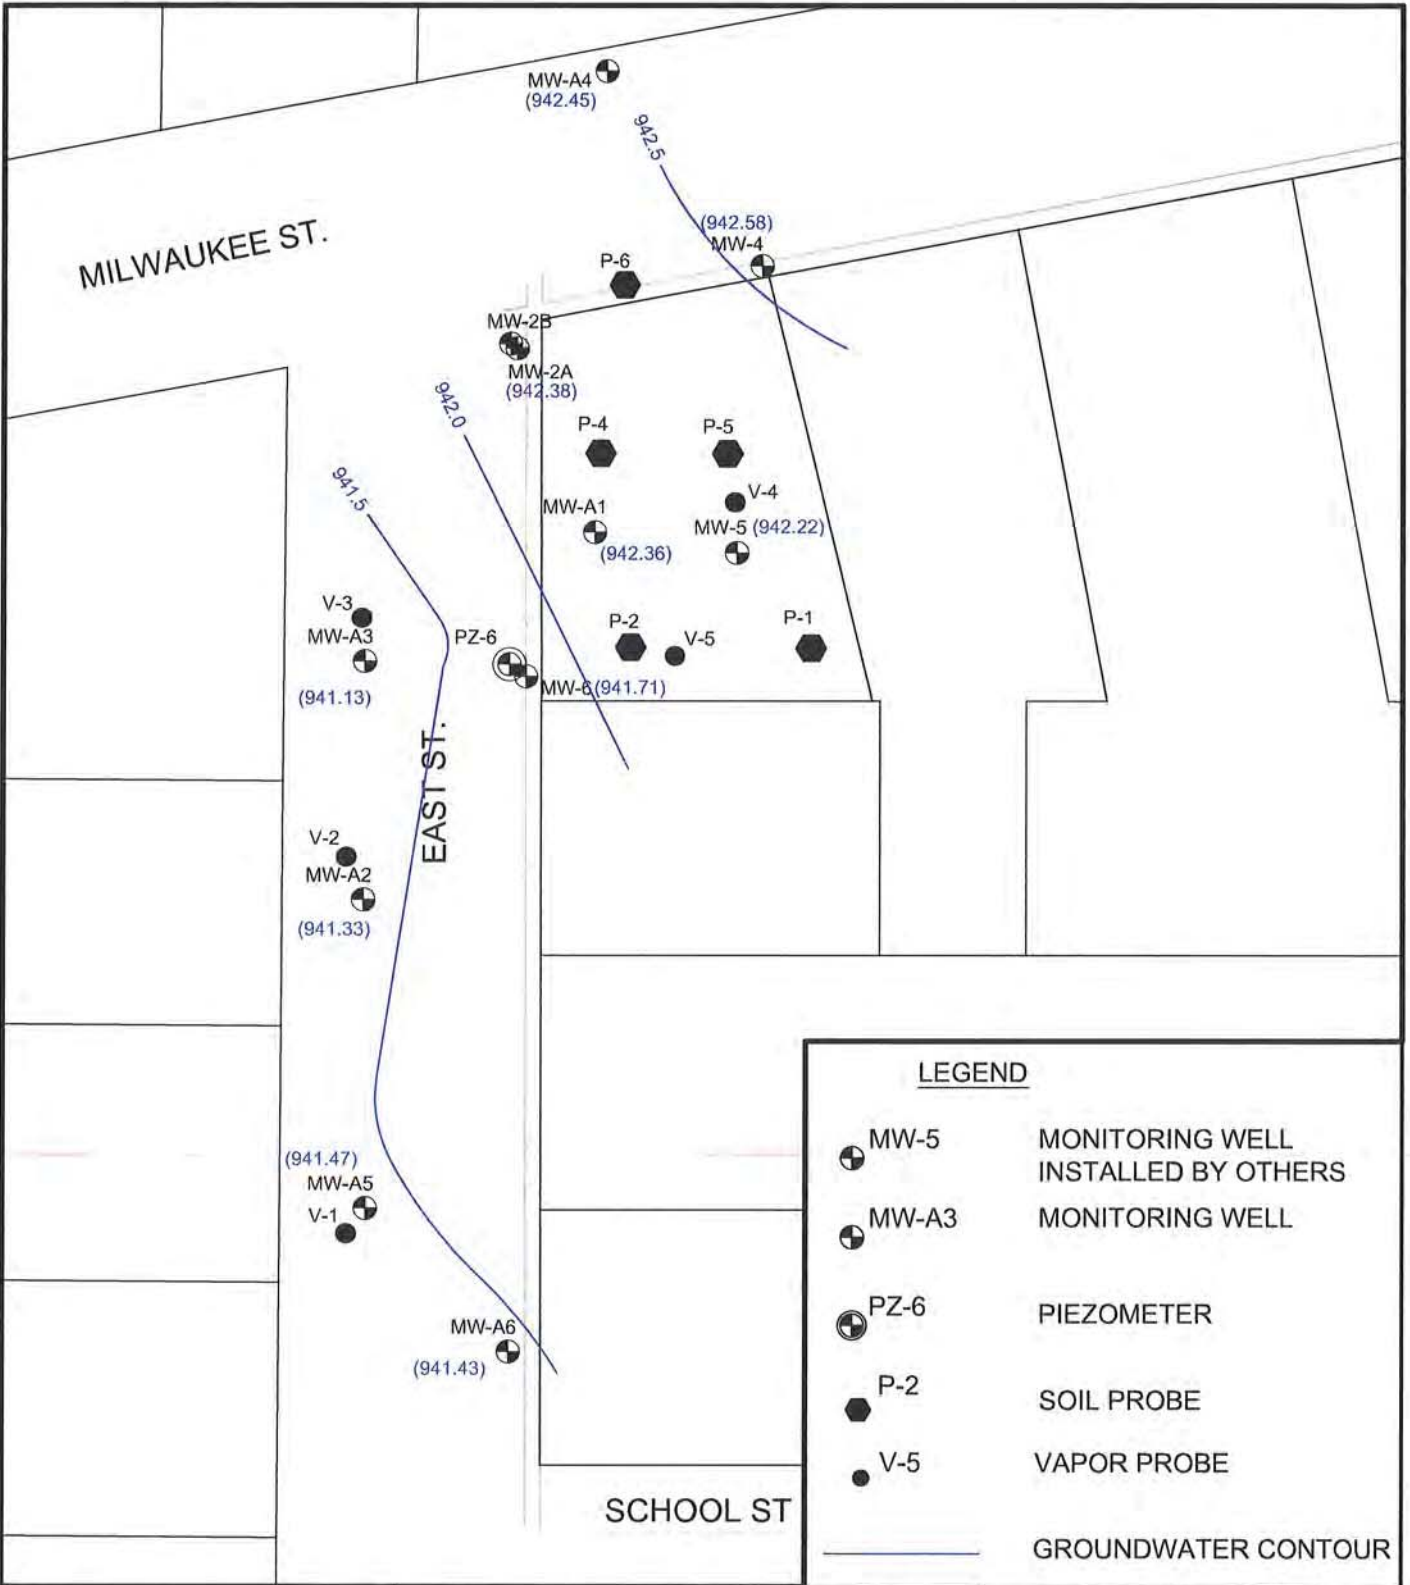 MW-A4
(942.45)
942.5
(942.58)
MW-4
MILWAUKEE ST.
P-6
MW-2B
MW-2A
(942.38)
942.0
P-4
P-5
941.5
V-4
MW-A1
MW-5 (942.22)
(942.36)
V-3
MW-A3
(941.13)
PZ-6
P-2
V-5
P-1
MW-6(941.71)
EAST ST.
V-2
MW-A2
(941.33)
(941.47)
MW-A5
V-1
MW-A6
(941.43)
SCHOOL ST
LEGEND
MW-5 MONITORING WELL
INSTALLED BY OTHERS
MW-A3 MONITORING WELL
PZ-6 PIEZOMETER
P-2 SOIL PROBE
V-5 VAPOR PROBE
GROUNDWATER CONTOUR